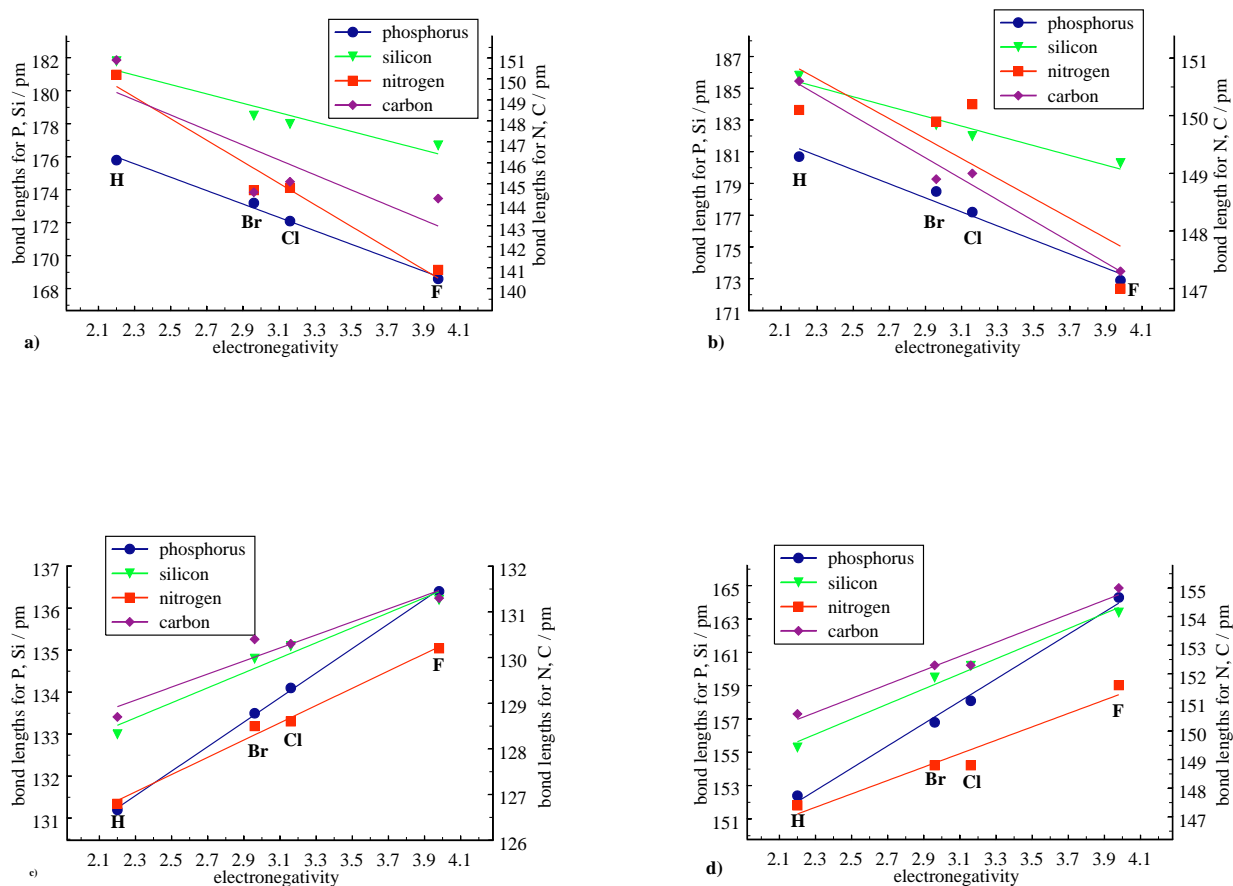 phosphorus
silicon
nitrogen
carbon
bond lengths for P, Si / pm
182
180
178
176
174
172
170
168
151
150
149
148
147
146
145
144
143
142
141
140
bond lengths for N, C / pm
H
Br
Cl
F
2.1 2.3 2.5 2.7 2.9 3.1 3.3 3.5 3.7 3.9 4.1
a)
electronegativity
phosphorus
silicon
nitrogen
carbon
bond length for P, Si / pm
187
185
183
181
179
177
175
173
171
151
150
149
148
147
bond length for N, C / pm
H
Br
Cl
F
2.1 2.3 2.5 2.7 2.9 3.1 3.3 3.5 3.7 3.9 4.1
b)
electronegativity
phosphorus
silicon
nitrogen
carbon
bond lengths for P, Si / pm
137
136
135
134
133
132
131
132
131
130
129
128
127
126
bond lengths for N, C / pm
H
Br
Cl
F
2.1 2.3 2.5 2.7 2.9 3.1 3.3 3.5 3.7 3.9 4.1
c)
electronegativity
phosphorus
silicon
nitrogen
carbon
bond lengths for P, Si / pm
165
163
161
159
157
155
153
151
155
154
153
152
151
150
149
148
147
bond lengths for N, C / pm
H
Br
Cl
F
2.1 2.3 2.5 2.7 2.9 3.1 3.3 3.5 3.7 3.9 4.1
d)
electronegativity